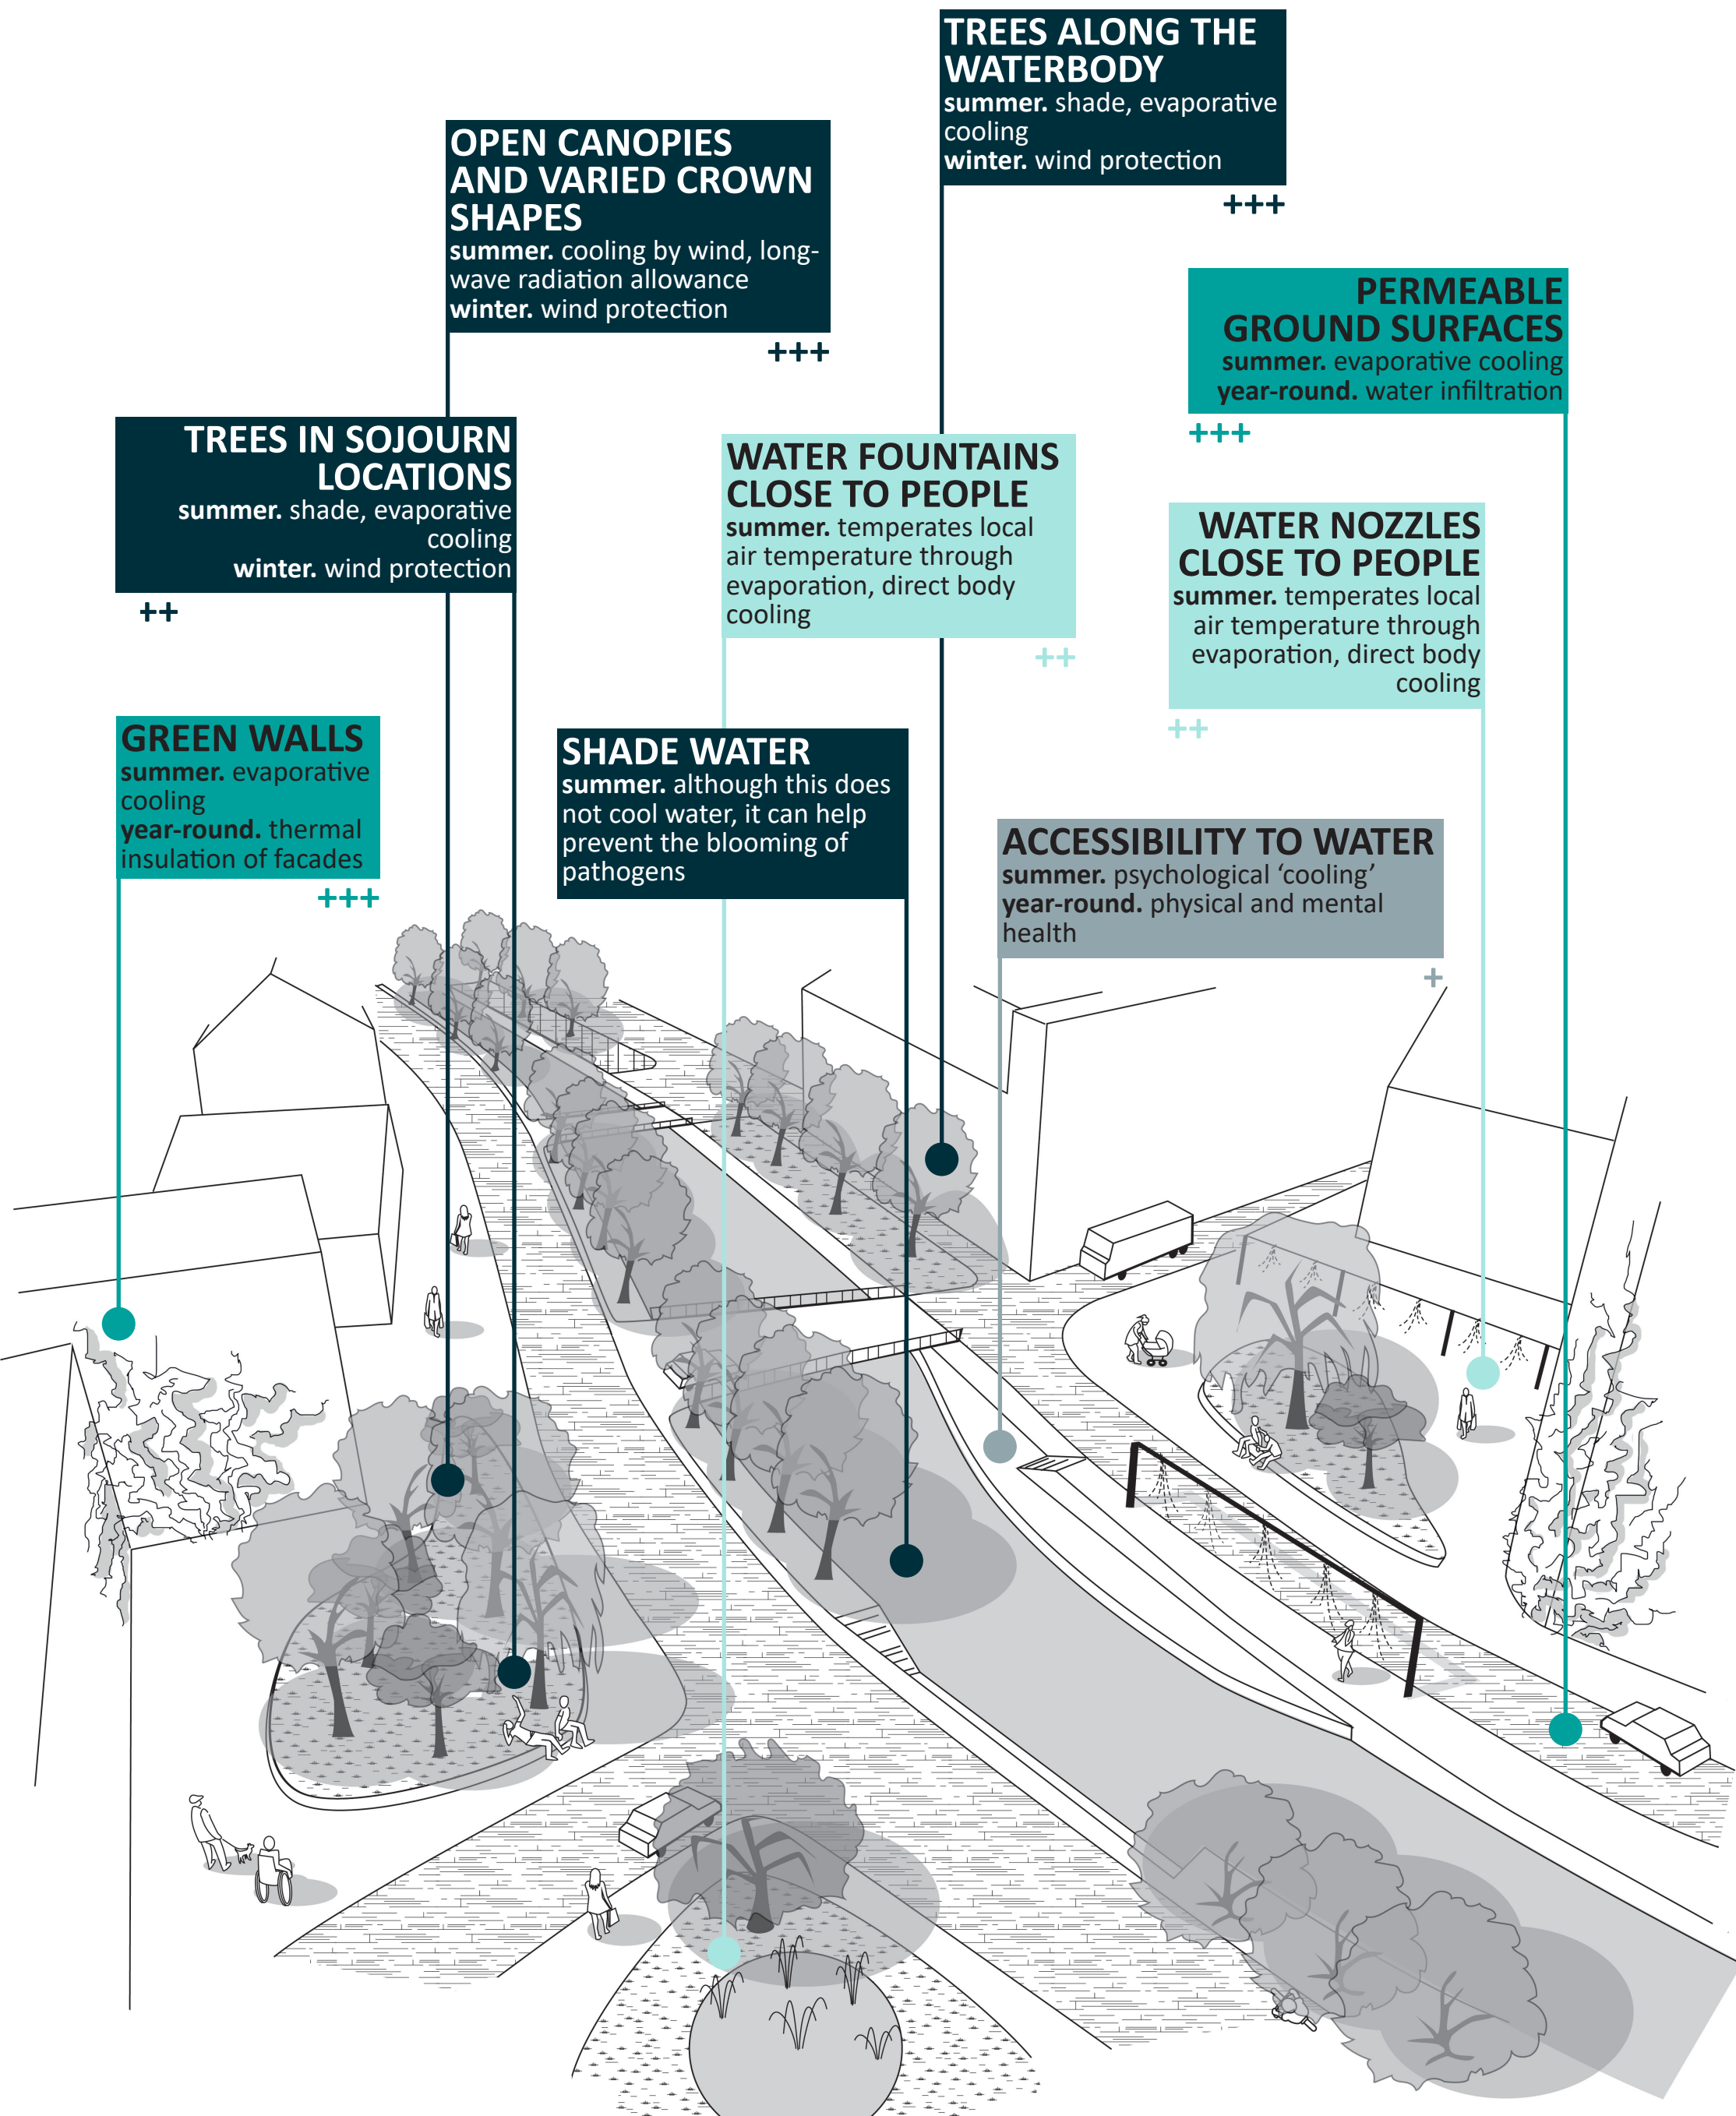 TREES ALONG THE
WATERBODY
summer. shade, evaporative
cooling
winter. wind protection
+++
OPEN CANOPIES
AND VARIED CROWN
SHAPES
summer. cooling by wind, long-
wave radiation allowance
winter. wind protection
+++
PERMEABLE
GROUND SURFACES
summer. evaporative cooling
year-round. water infiltration
+++
TREES IN SOJOURN
LOCATIONS
summer. shade, evaporative
cooling
winter. wind protection
++
WATER FOUNTAINS
CLOSE TO PEOPLE
summer. temperates local
air temperature through
evaporation, direct body
cooling
++
WATER NOZZLES
CLOSE TO PEOPLE
summer. temperates local
air temperature through
evaporation, direct body
cooling
++
GREEN WALLS
summer. evaporative
cooling
year-round. thermal
insulation of facades
+++
SHADE WATER
summer. although this does
not cool water, it can help
prevent the blooming of
pathogens
ACCESSIBILITY TO WATER
summer. psychological ‘cooling’
year-round. physical and mental
health
+